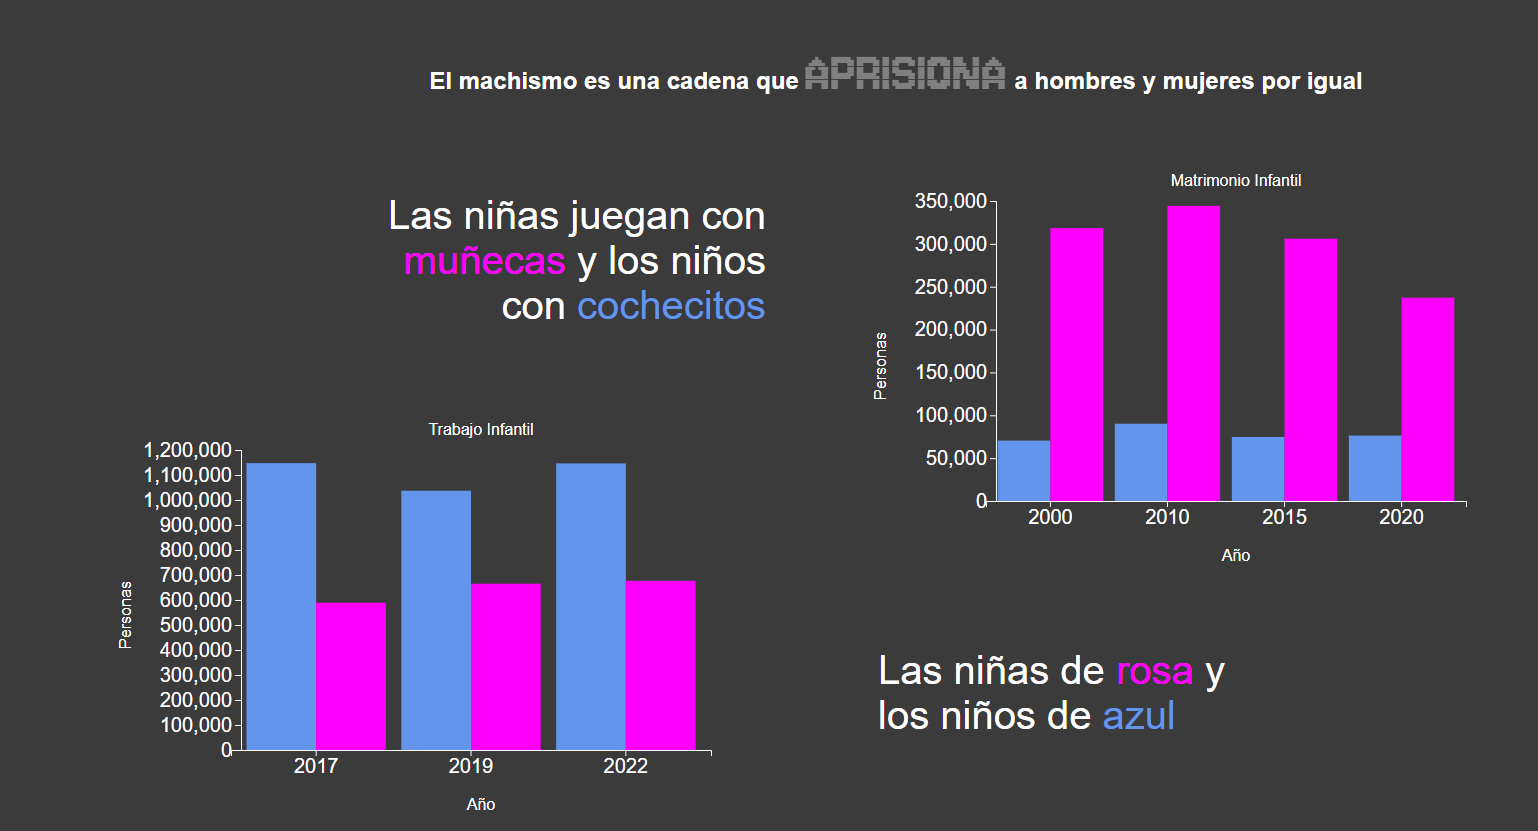 El machismo es una cadena que APRISIONA a hombres y mujeres por igual
Las niñas juegan con
muñecas y los niños
con cochecitos
Matrimonio Infantil
350,000
300,000
250,000
200,000
150,000
100,000
50,000
0
Personas
2000 2010 2015 2020
Año
Trabajo Infantil
1,200,000
1,100,000
1,000,000
900,000
800,000
700,000
600,000
500,000
400,000
300,000
200,000
100,000
0
Personas
2017 2019 2022
Año
Las niñas de rosa y
los niños de azul